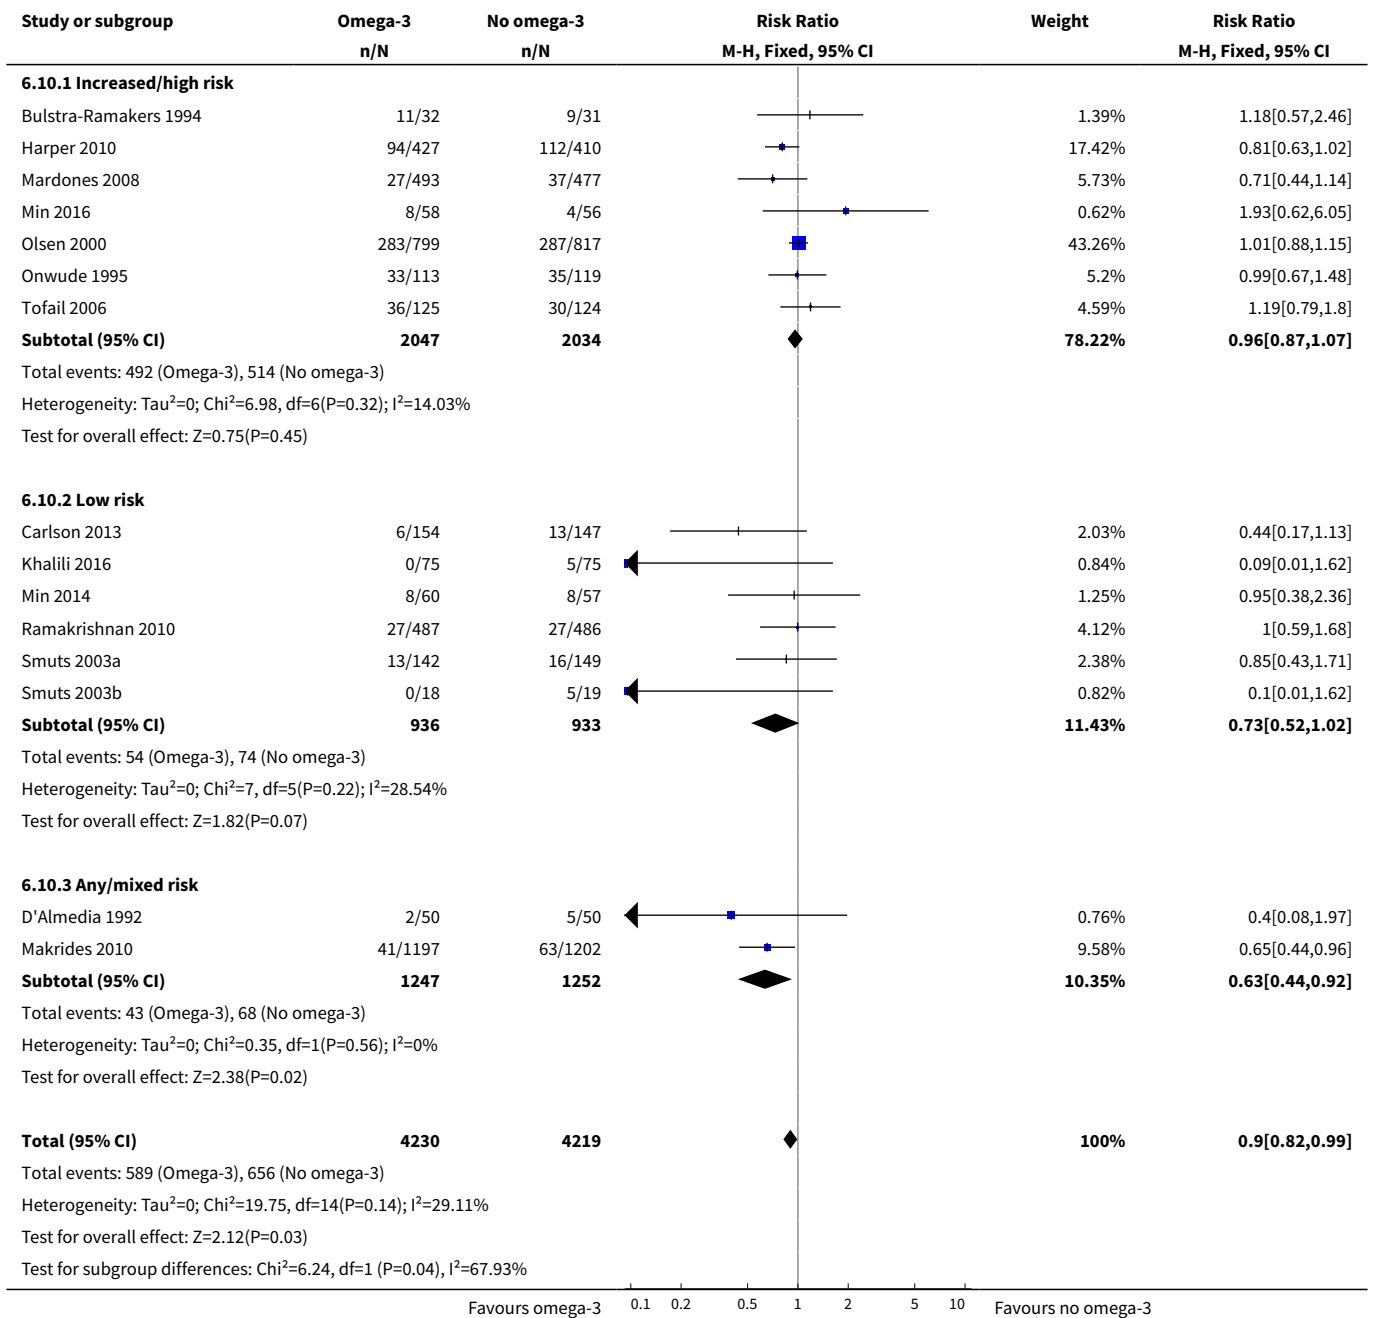 Study or subgroup Omega-3 No omega-3 Risk Ratio Weight Risk Ratio
n/N n/N M-H, Fixed, 95% CI M-H, Fixed, 95% CI
6.10.1 Increased/high risk
Bulstra-Ramakers 1994 11/32 9/31 1.39% 1.18[0.57,2.46]
Harper 2010 94/427 112/410 17.42% 0.81[0.63,1.02]
Mardones 2008 27/493 37/477 5.73% 0.71[0.44,1.14]
Min 2016 8/58 4/56 0.62% 1.93[0.62,6.05]
Olsen 2000 283/799 287/817 43.26% 1.01[0.88,1.15]
Onwude 1995 33/113 35/119 5.2% 0.99[0.67,1.48]
Tofail 2006 36/125 30/124 4.59% 1.19[0.79,1.8]
Subtotal (95% CI) 2047 2034 78.22% 0.96[0.87,1.07]
Total events: 492 (Omega-3), 514 (No omega-3)
Heterogeneity: Tau²=0; Chi²=6.98, df=6(P=0.32); I²=14.03%
Test for overall effect: Z=0.75(P=0.45)
6.10.2 Low risk
Carlson 2013 6/154 13/147 2.03% 0.44[0.17,1.13]
Khalili 2016 0/75 5/75 0.84% 0.09[0.01,1.62]
Min 2014 8/60 8/57 1.25% 0.95[0.38,2.36]
Ramakrishnan 2010 27/487 27/486 4.12% 1[0.59,1.68]
Smuts 2003a 13/142 16/149 2.38% 0.85[0.43,1.71]
Smuts 2003b 0/18 5/19 0.82% 0.1[0.01,1.62]
Subtotal (95% CI) 936 933 11.43% 0.73[0.52,1.02]
Total events: 54 (Omega-3), 74 (No omega-3)
Heterogeneity: Tau²=0; Chi²=7, df=5(P=0.22); I²=28.54%
Test for overall effect: Z=1.82(P=0.07)
6.10.3 Any/mixed risk
D'Almedia 1992 2/50 5/50 0.76% 0.4[0.08,1.97]
Makrides 2010 41/1197 63/1202 9.58% 0.65[0.44,0.96]
Subtotal (95% CI) 1247 1252 10.35% 0.63[0.44,0.92]
Total events: 43 (Omega-3), 68 (No omega-3)
Heterogeneity: Tau²=0; Chi²=0.35, df=1(P=0.56); I²=0%
Test for overall effect: Z=2.38(P=0.02)
Total (95% CI) 4230 4219 100% 0.9[0.82,0.99]
Total events: 589 (Omega-3), 656 (No omega-3)
Heterogeneity: Tau²=0; Chi²=19.75, df=14(P=0.14); I²=29.11%
Test for overall effect: Z=2.12(P=0.03)
Test for subgroup differences: Chi²=6.24, df=1 (P=0.04), I²=67.93%
Favours omega-3 0.1 0.2 0.5 1 2 5 10 Favours no omega-3